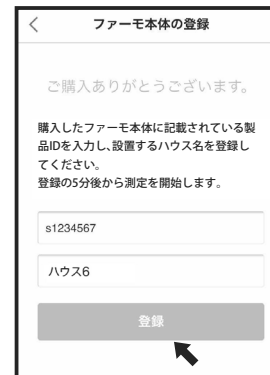 ファーモ本体の登録
ご購入ありがとうございます。
購入したファーモ本体に記載されている製
品IDを入力し、設置するハウス名を登録し
てください。
登録の5分後から測定を開始します。
s1234567
ハウス6
登録